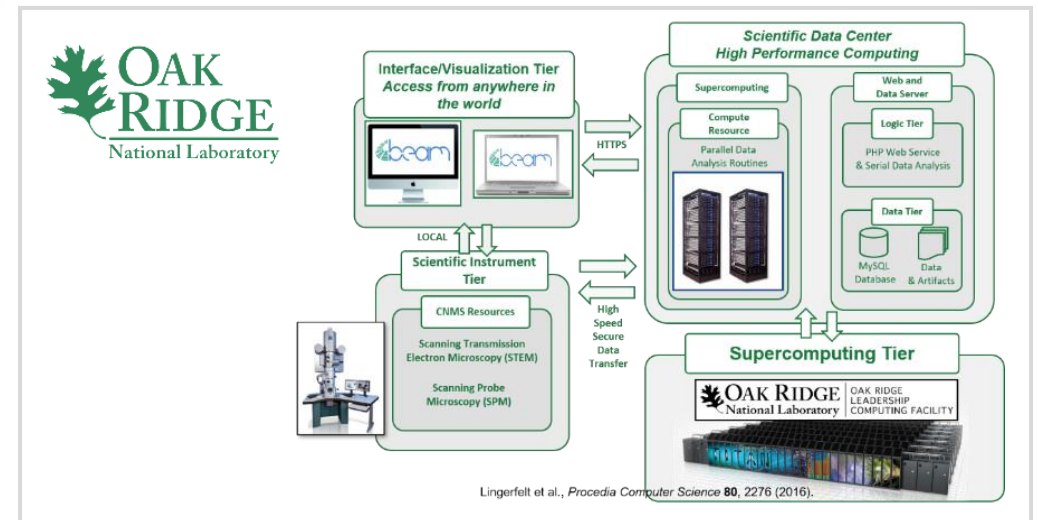 OAK
RIDGE
National Laboratory
Interface/Visualization Tier
Access from anywhere in
the world
beam
beam
HTTPS
LOCAL
Scientific Instrument
Tier
CNMS Resources
Scanning Transmission
Electron Microscopy (STEM)
Scanning Probe
Microscopy (SPM)
High
Speed
Secure
Data
Transfer
Scientific Data Center
High Performance Computing
Supercomputing
Compute
Resource
Parallel Data
Analysis Routines
Web and
Data Server
Logic Tier
PHP Web Service
& Serial Data Analysis
Data Tier
MySQL
Database
Data
& Artifacts
Supercomputing Tier
OAK RIDGE
National Laboratory
OAK RIDGE
LEADERSHIP
COMPUTING FACILITY
Lingerfelt et al., Procedia Computer Science 80, 2276 (2016).